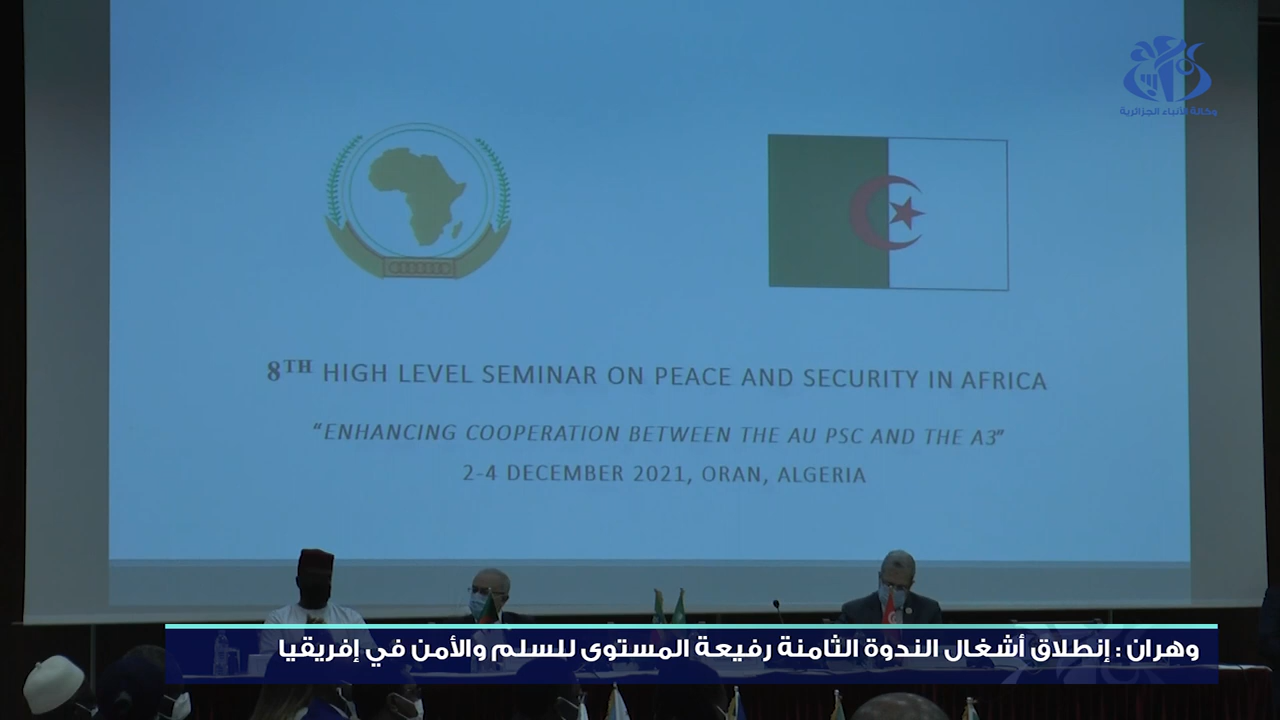 وكالة الأنباء الجزائرية
8TH HIGH LEVEL SEMINAR ON PEACE AND SECURITY IN AFRICA
“ENHANCING COOPERATION BETWEEN THE AU PSC AND THE A3”
2-4 DECEMBER 2021, ORAN, ALGERIA
وهران : إنطلاق أشغال الندوة الثامنة رفيعة المستوى للسلم والأمن في إفريقيا